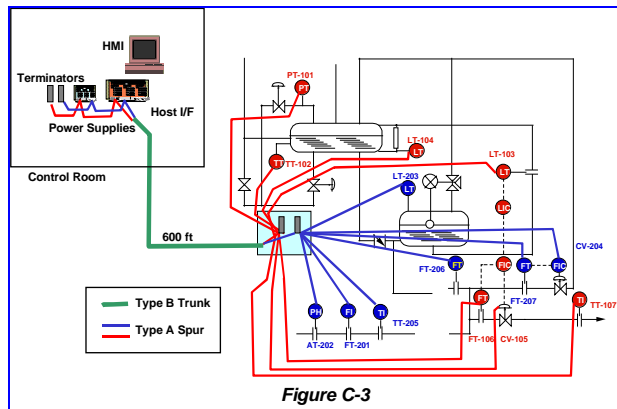 HMI
Terminators
Host I/F
Power Supplies
Control Room
600 ft
Type B Trunk
Type A Spur
PT-101
PT
LT-104
LT
TT
TT-102
LT-103
LT
LIC
LT-203
LT
CV-204
FT
FT-206
FIC
FT
FIC
FT-207
TI
TT-107
FT
FT-106
CV-105
PH
AT-202
FI
FT-201
TI
TT-205
Figure C-3